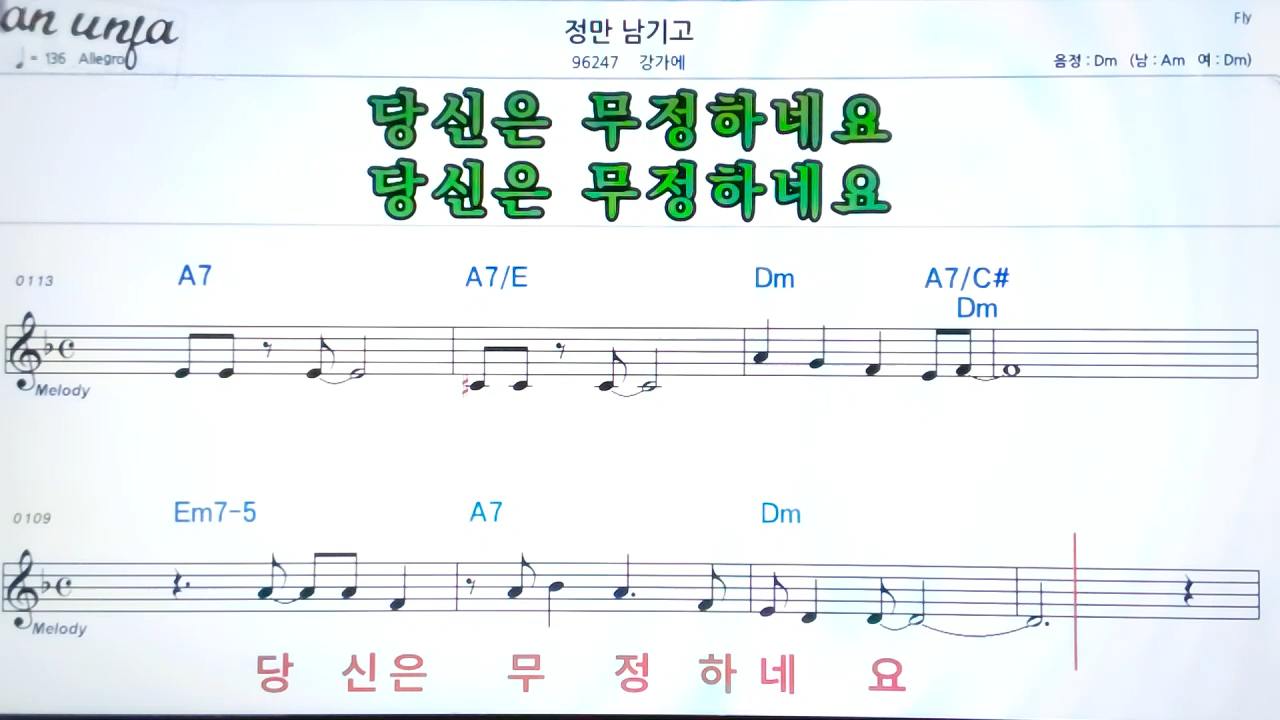 an unja
Fly
정만 남기고
♩= 136 Allegro
96247 강가에
음정 : Dm (남 : Am 여 : Dm)
당신은 무정하네요
당신은 무정하네요
0113 A7 A7/E Dm A7/C#
Dm
Melody
0109 Em7-5 A7 Dm
Melody
당 신은 무 정 하 네 요